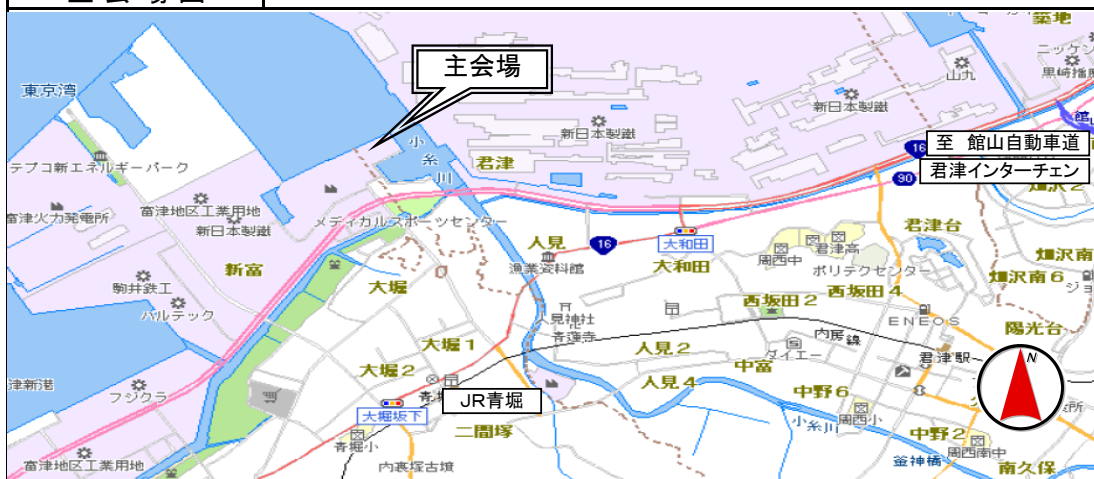 築地
ニッケン
山九
東京湾
主会場
新日本製鐵
新日本製鐵
小糸川
君津
16
至 館山自動車道
君津インターチェン
90
テプコ新エネルギーパーク
富津火力発電所
富津地区工業用地
新日本製鐵
メディカルスポーツセンター
人見
16
大和田
漁業資料館
大和田
周西中
君津高
君津台
畑沢2
畑沢南
ポリテクセンター
新富
駒井鉄工
パルテック
大堀
西坂田2
西坂田4
畑沢南6
ジョ
人見神社
青蓮寺
ENEOS
陽光台
大堀1
人見2
内房線
ダイエー
君津駅
N
大堀2
中富
津新港
フジクラ
人見4
中野6
JR青堀
大堀坂下
二間塚
周西小
小糸川
中野2
青堀小
富津地区工業用地
内裏塚古墳
釜神橋
周西南中
南久保